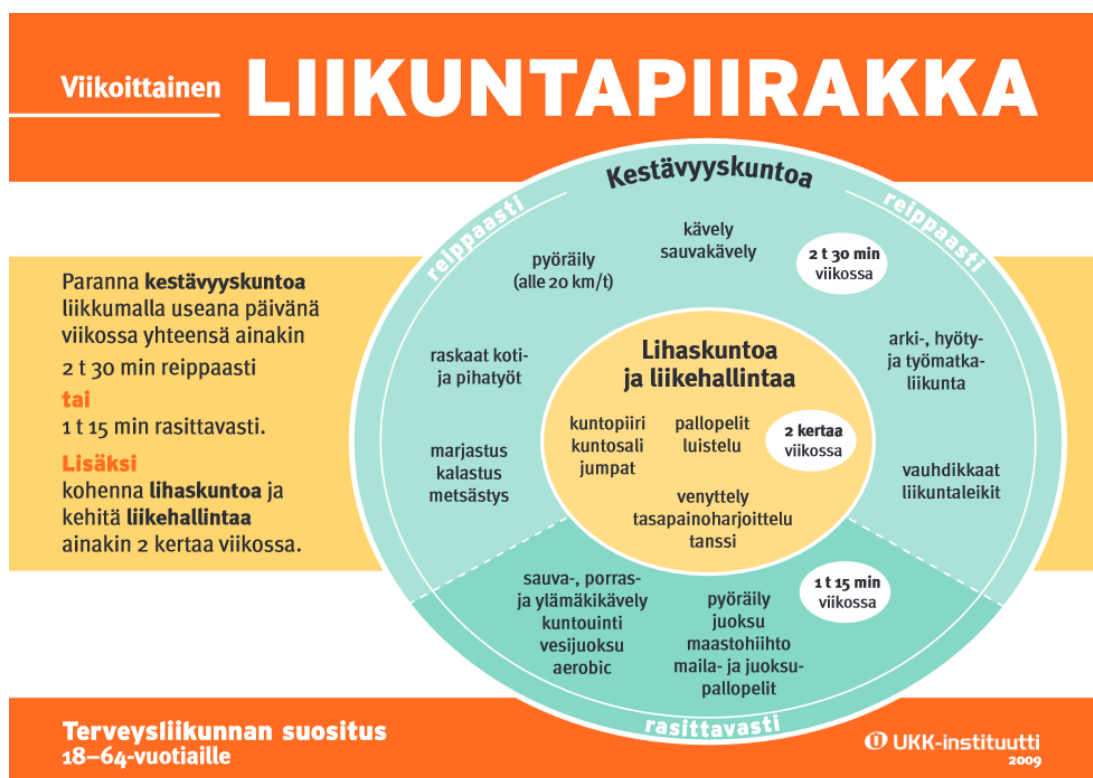 Viikoittainen LIIKUNTAPIIRAKKA
Paranna kestävyyskuntoa
liikkumalla useana päivänä
viikossa yhteensä ainakin
2 t 30 min reippaasti
tai
1 t 15 min rasittavasti.
Lisäksi
kohenna lihaskuntoa ja
kehitä liikehallintaa
ainakin 2 kertaa viikossa.
Kestävyyskuntoa
reippaasti
reippaasti
kävely
sauvakävely
2 t 30 min
viikossa
pyöräily
(alle 20 km/t)
raskaat koti-
ja pihatyöt
arki-, hyöty-
ja työmatka-
liikunta
marjastus
kalastus
metsästys
vauhdikkaat
liikuntaleikit
Lihaskuntoa
ja liikehallintaa
kuntopiiri
kuntosali
jumpat
pallopelit
luistelu
2 kertaa
viikossa
venyttely
tasapainoharjoittelu
tanssi
sauva-, porras-
ja ylämäkikävely
kuntouinti
vesijuoksu
aerobic
pyöräily
juoksu
maastohiihto
maila- ja juoksu-
pallopelit
1 t 15 min
viikossa
rasittavasti
Terveysliikunnan suositus
18–64-vuotiaille
UKK-instituutti
2009